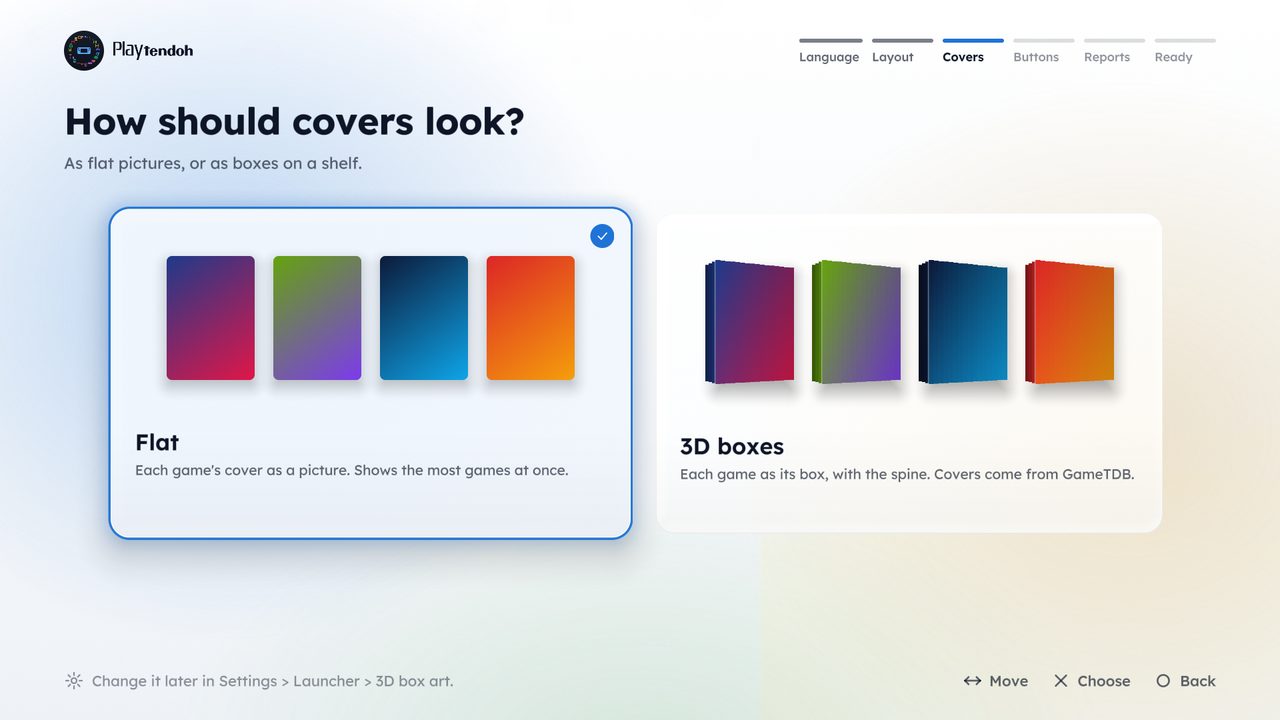 Playtendoh
Language Layout Covers Buttons Reports Ready
How should covers look?
As flat pictures, or as boxes on a shelf.
Flat
Each game's cover as a picture. Shows the most games at once.
3D boxes
Each game as its box, with the spine. Covers come from GameTDB.
Change it later in Settings > Launcher > 3D box art.
Move Choose Back